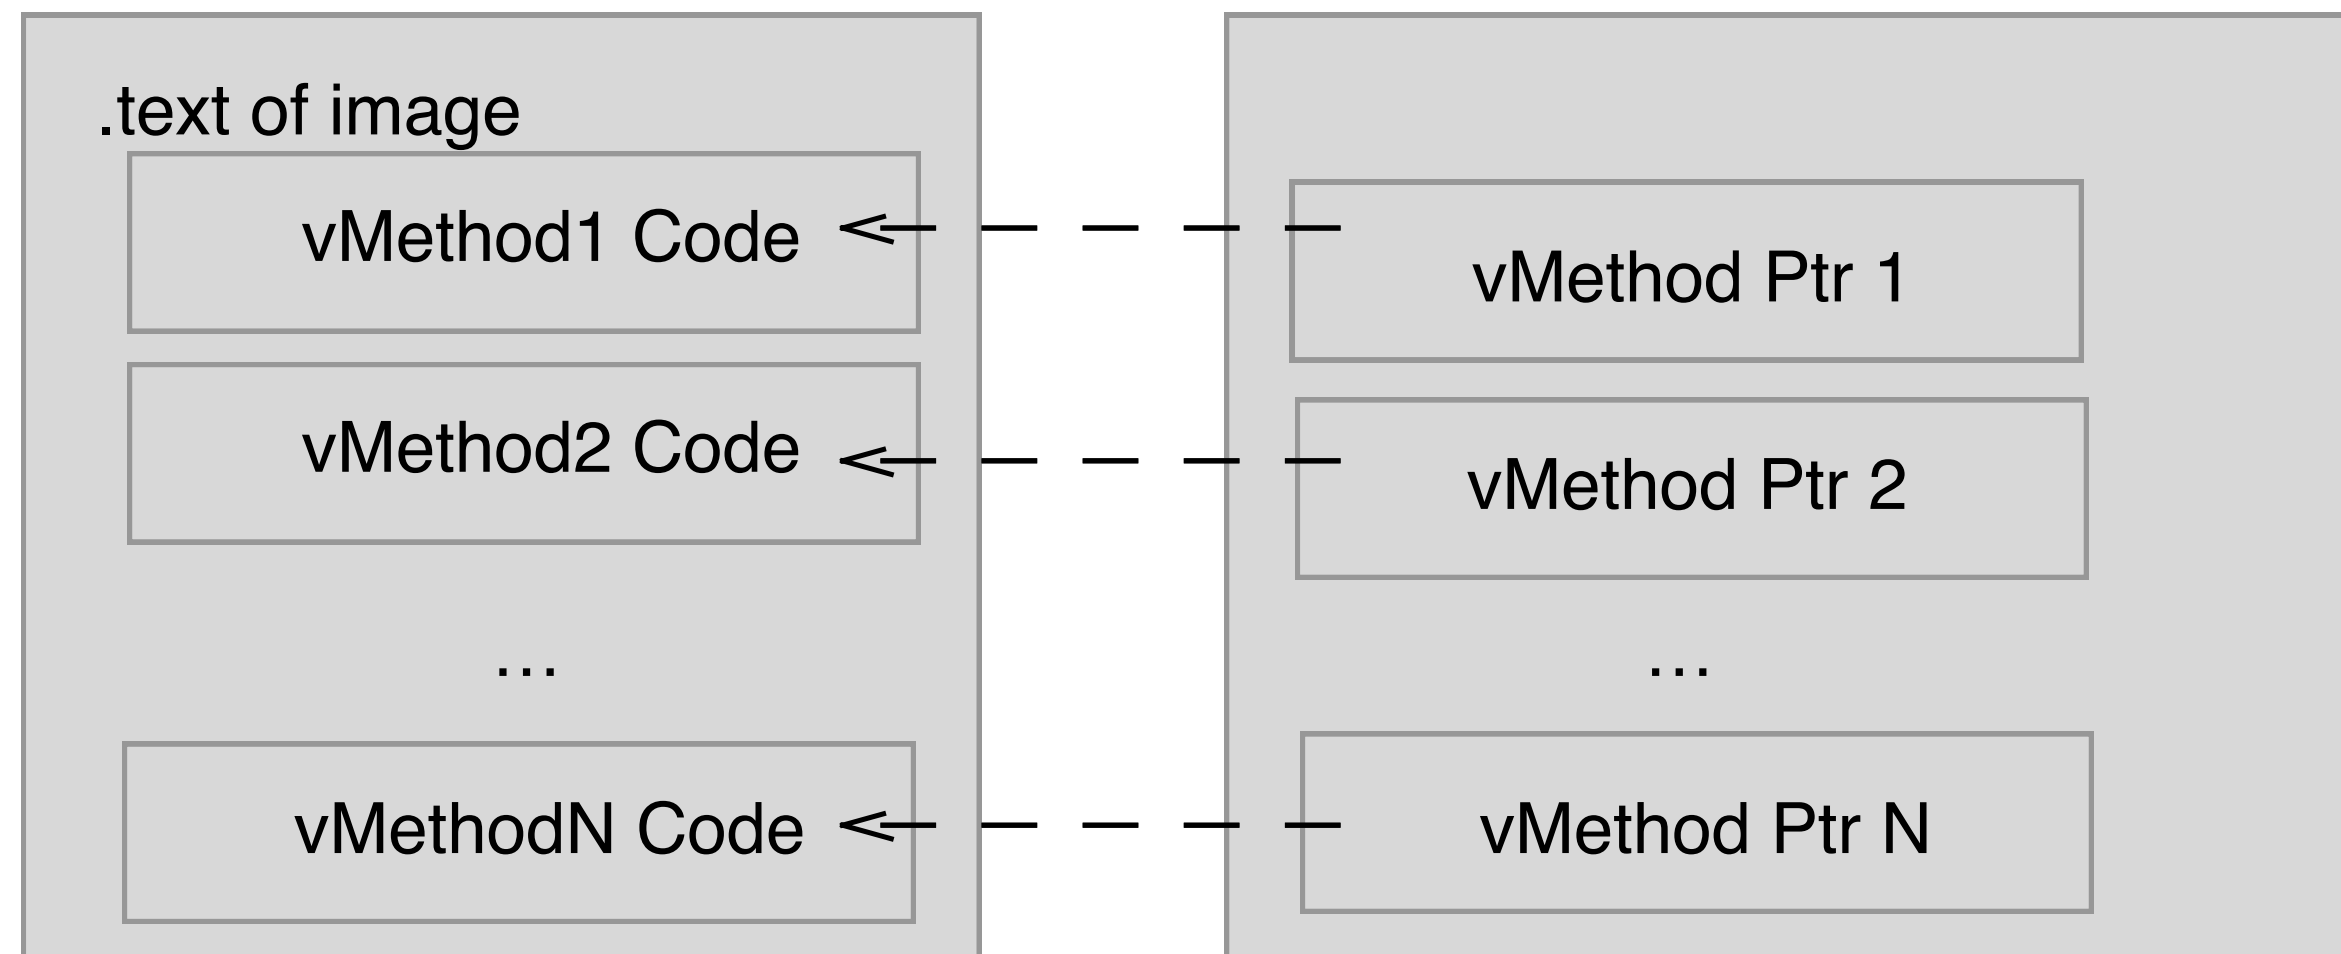 .text of image
vMethod1 Code
vMethod2 Code
...
vMethodN Code
vMethod Ptr 1
vMethod Ptr 2
...
vMethod Ptr N